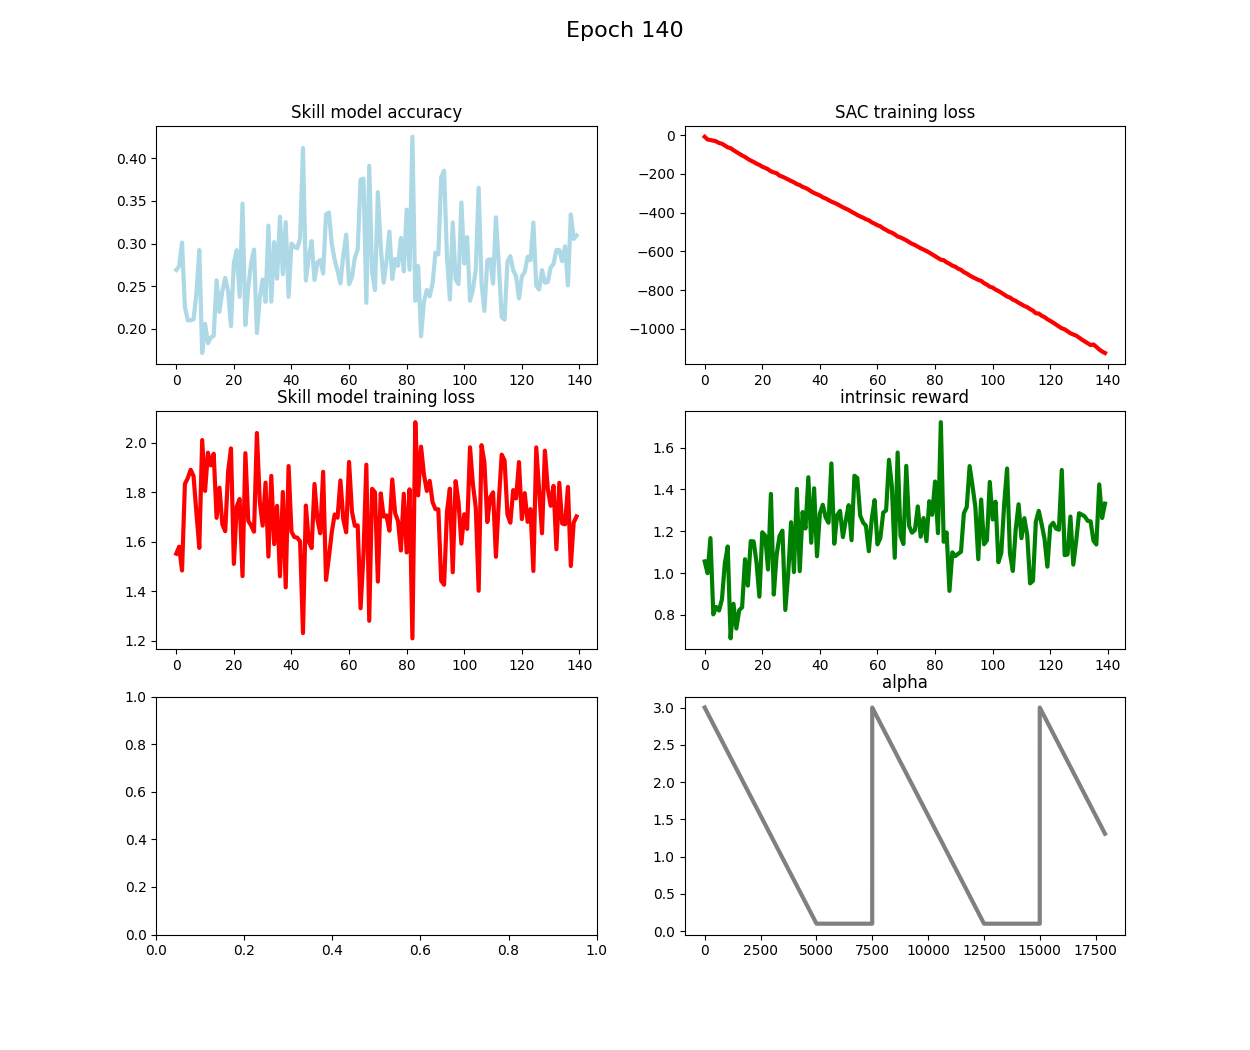 Epoch 140
Skill model accuracy
0.40
0.35
0.30
0.25
0.20
0 20 40 60 80 100 120 140
SAC training loss
0
−200
−400
−600
−800
−1000
0 20 40 60 80 100 120 140
Skill model training loss
2.0
1.8
1.6
1.4
1.2
0 20 40 60 80 100 120 140
intrinsic reward
1.6
1.4
1.2
1.0
0.8
0 20 40 60 80 100 120 140
1.0
0.8
0.6
0.4
0.2
0.0
0.0 0.2 0.4 0.6 0.8 1.0
alpha
3.0
2.5
2.0
1.5
1.0
0.5
0.0
0 2500 5000 7500 10000 12500 15000 17500